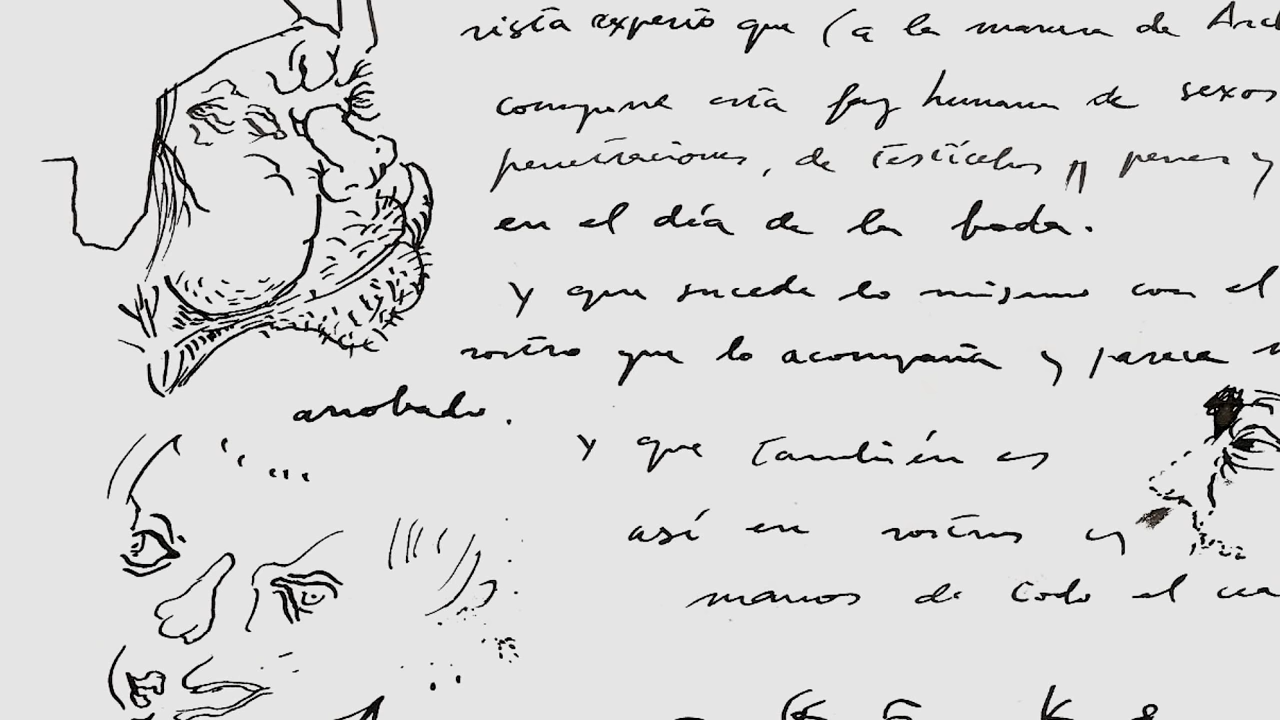 vista experto que (a la manera de Arc
compone esta faz humana de sexos
penetraciones, de testículos y penes y
en el día de la boda.
Y que sucede lo mismo con el
rostro que lo acompaña y parece
arrobado.
Y que también es
así en rostros y
manos de todo el